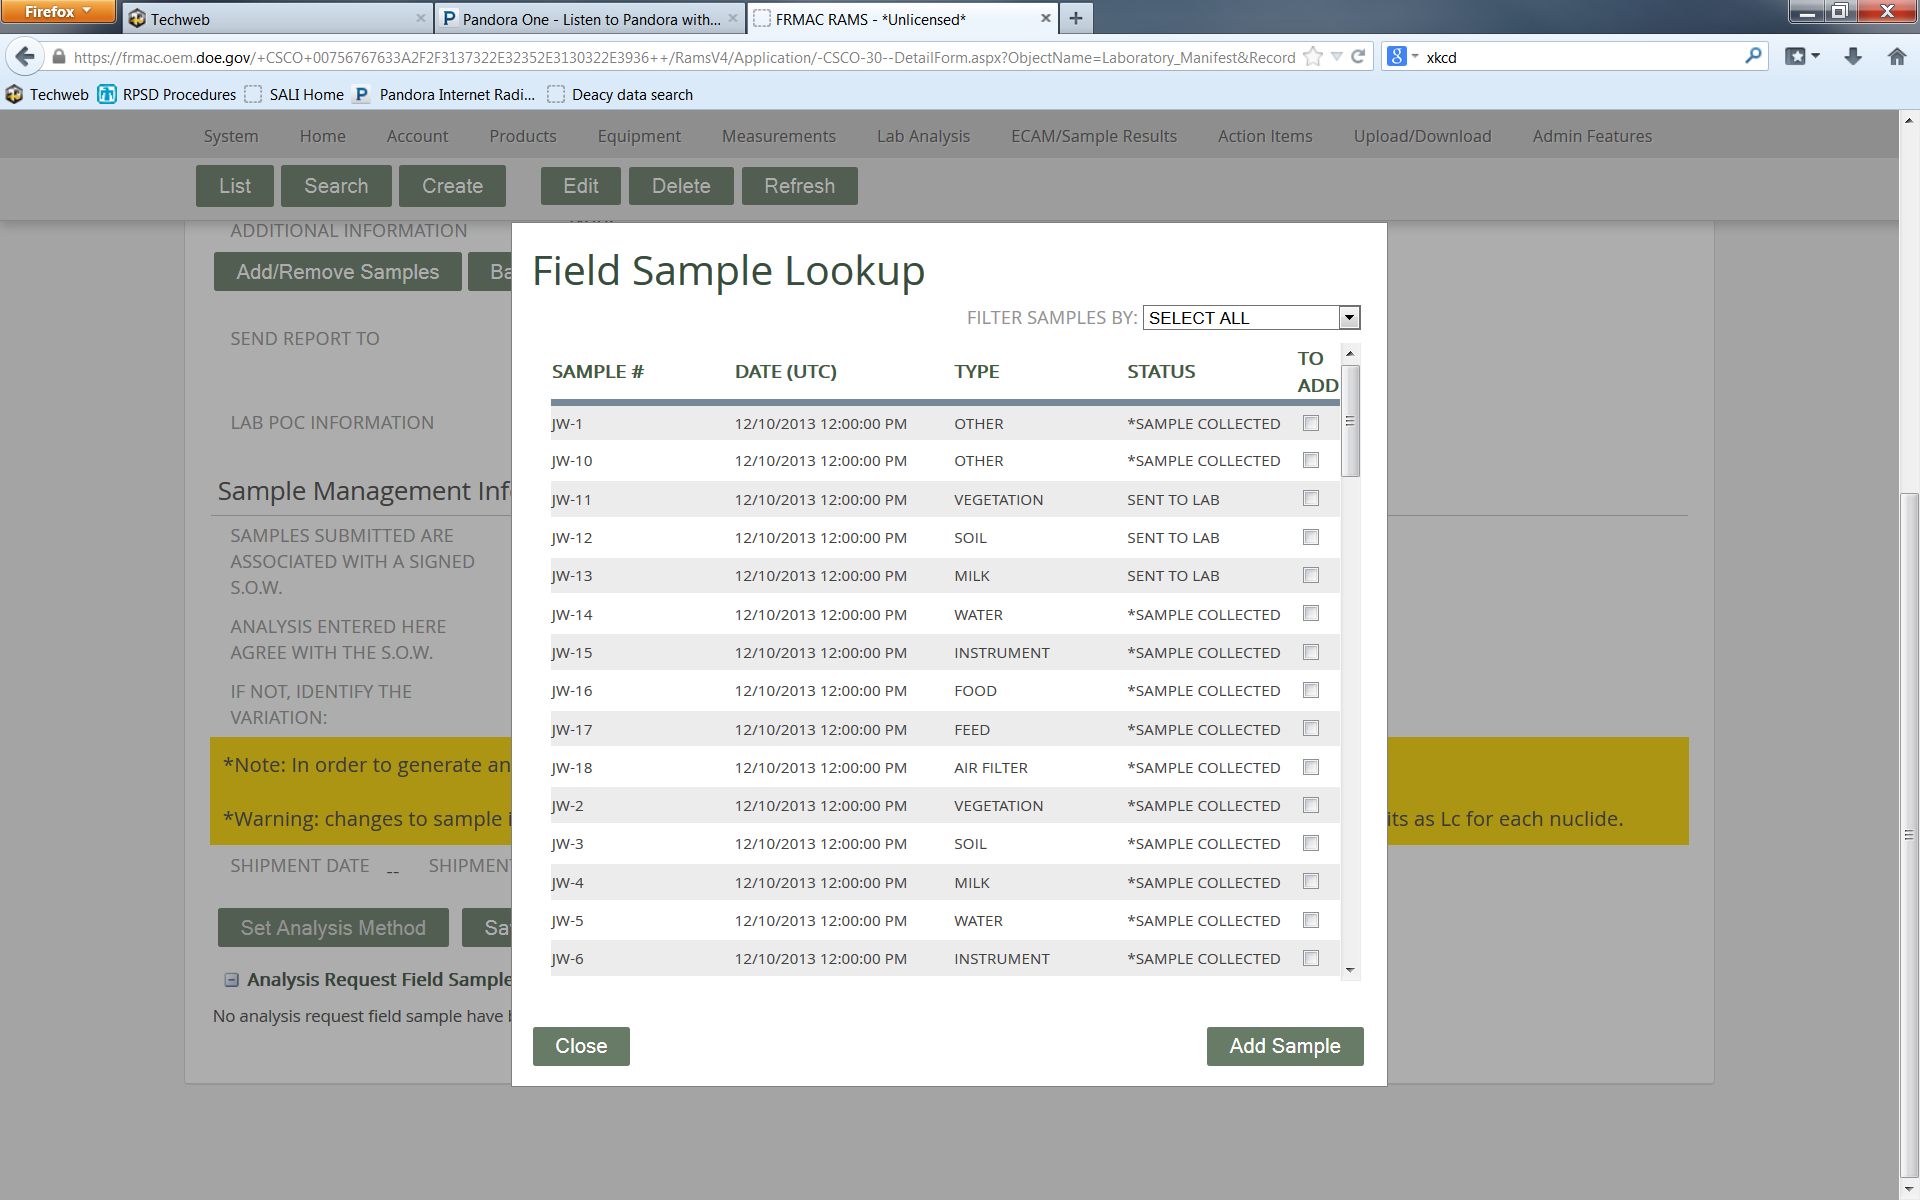 Firefox
Techweb
Pandora One - Listen to Pandora with...
FRMAC RAMS - *Unlicensed*
https://frmac.oem.doe.gov/+CSCO+00756767633A2F2F3137322E32352E3130322E3936++/RamsV4/Application/-CSCO-30--DetailForm.aspx?ObjectName=Laboratory_Manifest&Record
xkcd
Techweb RPSD Procedures SALI Home Pandora Internet Radi... Deacy data search
System Home Account Products Equipment Measurements Lab Analysis ECAM/Sample Results Action Items Upload/Download Admin Features
List Search Create Edit Delete Refresh
ADDITIONAL INFORMATION
Add/Remove Samples Ba
SEND REPORT TO
LAB POC INFORMATION
Sample Management Inf
SAMPLES SUBMITTED ARE
ASSOCIATED WITH A SIGNED
S.O.W.
ANALYSIS ENTERED HERE
AGREE WITH THE S.O.W.
IF NOT, IDENTIFY THE
VARIATION:
*Note: In order to generate an
*Warning: changes to sample i
its as Lc for each nuclide.
SHIPMENT DATE -- SHIPMENT
Set Analysis Method Sa
Analysis Request Field Sample
No analysis request field sample have
Field Sample Lookup
FILTER SAMPLES BY: SELECT ALL
SAMPLE # DATE (UTC) TYPE STATUS TO ADD
JW-1 12/10/2013 12:00:00 PM OTHER *SAMPLE COLLECTED
JW-10 12/10/2013 12:00:00 PM OTHER *SAMPLE COLLECTED
JW-11 12/10/2013 12:00:00 PM VEGETATION SENT TO LAB
JW-12 12/10/2013 12:00:00 PM SOIL SENT TO LAB
JW-13 12/10/2013 12:00:00 PM MILK SENT TO LAB
JW-14 12/10/2013 12:00:00 PM WATER *SAMPLE COLLECTED
JW-15 12/10/2013 12:00:00 PM INSTRUMENT *SAMPLE COLLECTED
JW-16 12/10/2013 12:00:00 PM FOOD *SAMPLE COLLECTED
JW-17 12/10/2013 12:00:00 PM FEED *SAMPLE COLLECTED
JW-18 12/10/2013 12:00:00 PM AIR FILTER *SAMPLE COLLECTED
JW-2 12/10/2013 12:00:00 PM VEGETATION *SAMPLE COLLECTED
JW-3 12/10/2013 12:00:00 PM SOIL *SAMPLE COLLECTED
JW-4 12/10/2013 12:00:00 PM MILK *SAMPLE COLLECTED
JW-5 12/10/2013 12:00:00 PM WATER *SAMPLE COLLECTED
JW-6 12/10/2013 12:00:00 PM INSTRUMENT *SAMPLE COLLECTED
Close Add Sample